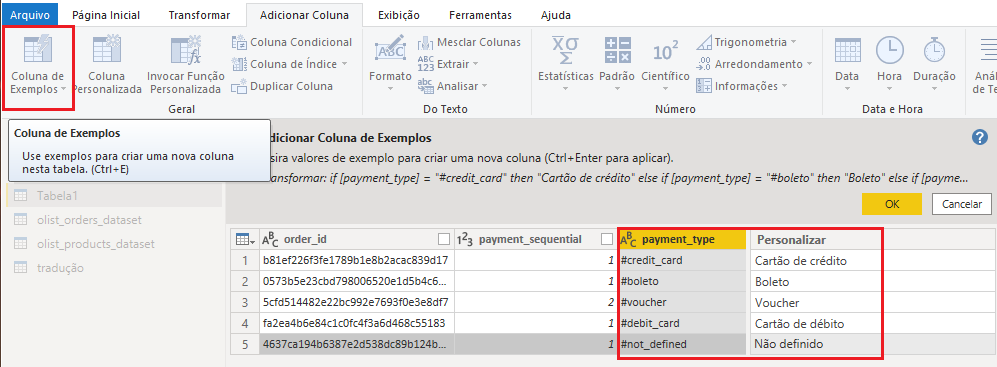 Arquivo Página Inicial Transformar Adicionar Coluna Exibição Ferramentas Ajuda
Coluna de Exemplos
Coluna Personalizada
Invocar Função Personalizada
Coluna Condicional
Coluna de Índice
Duplicar Coluna
Geral
Formato
Mesclar Colunas
Extrair
Analisar
Do Texto
Estatísticas
Padrão
Científico
Trigonometria
Arredondamento
Informações
Número
Data
Hora
Duração
Data e Hora
Análise
de Te
Coluna de Exemplos
Use exemplos para criar uma nova coluna
nesta tabela. (Ctrl+E)
dicionar Coluna de Exemplos
sira valores de exemplo para criar uma nova coluna (Ctrl+Enter para aplicar).
ansformar: if [payment_type] = "#credit_card" then "Cartão de crédito" else if [payment_type] = "#boleto" then "Boleto" else if [payme...
OK Cancelar
Tabela1
olist_orders_dataset
olist_products_dataset
tradução
order_id payment_sequential payment_type Personalizar
1 b81ef226f3fe1789b1e8b2acac839d17 1 #credit_card Cartão de crédito
2 0573b5e23cbd798006520e1d5b4c6... 1 #boleto Boleto
3 5cfd514482e22bc992e7693f0e3e8df7 2 #voucher Voucher
4 fa2ea4b6e84c1c0fc4f3a6d468c55183 1 #debit_card Cartão de débito
5 4637ca194b6387e2d538dc89b124b... 1 #not_defined Não definido